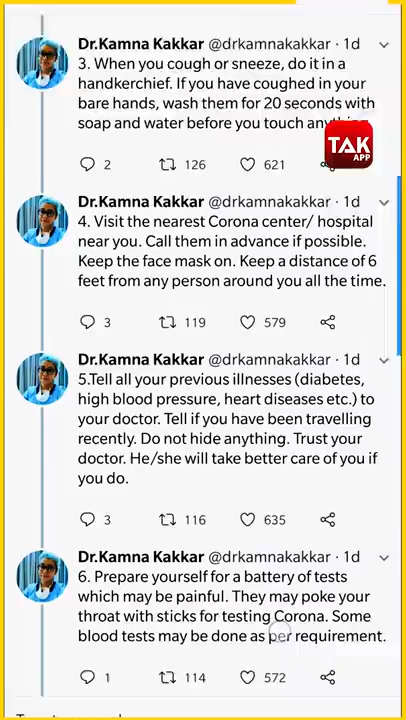 Dr.Kamna Kakkar @drkamnakakkar · 1d
3. When you cough or sneeze, do it in a
handkerchief. If you have coughed in your
bare hands, wash them for 20 seconds with
soap and water before you touch anything.
TAK
APP
2 126 621
Dr.Kamna Kakkar @drkamnakakkar · 1d
4. Visit the nearest Corona center/ hospital
near you. Call them in advance if possible.
Keep the face mask on. Keep a distance of 6
feet from any person around you all the time.
3 119 579
Dr.Kamna Kakkar @drkamnakakkar · 1d
5.Tell all your previous illnesses (diabetes,
high blood pressure, heart diseases etc.) to
your doctor. Tell if you have been travelling
recently. Do not hide anything. Trust your
doctor. He/she will take better care of you if
you do.
3 116 635
Dr.Kamna Kakkar @drkamnakakkar · 1d
6. Prepare yourself for a battery of tests
which may be painful. They may poke your
throat with sticks for testing Corona. Some
blood tests may be done as per requirement.
1 114 572